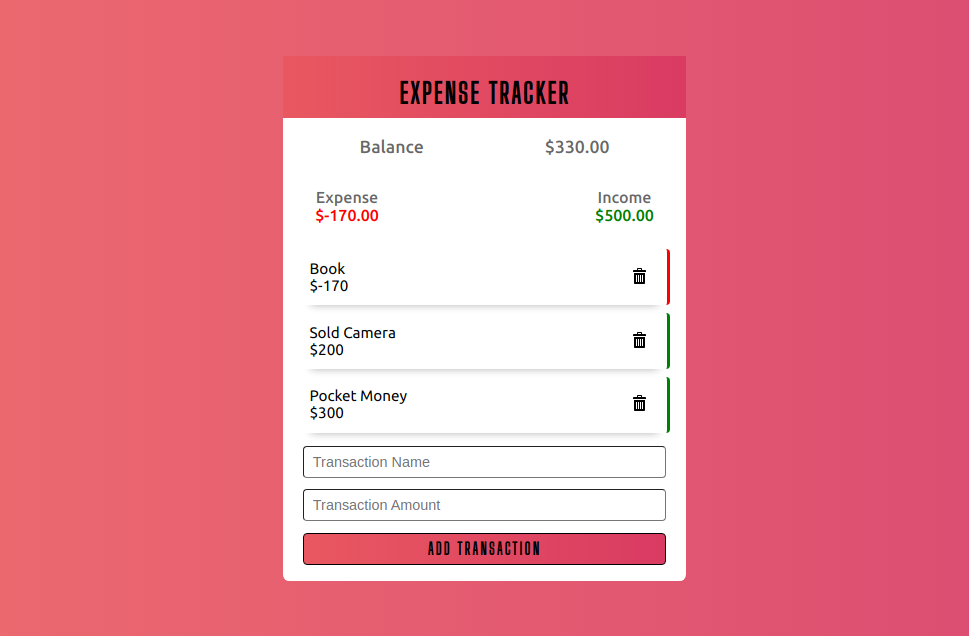 EXPENSE TRACKER
Balance $330.00
Expense Income
$-170.00 $500.00
Book
$-170
Sold Camera
$200
Pocket Money
$300
Transaction Name
Transaction Amount
ADD TRANSACTION